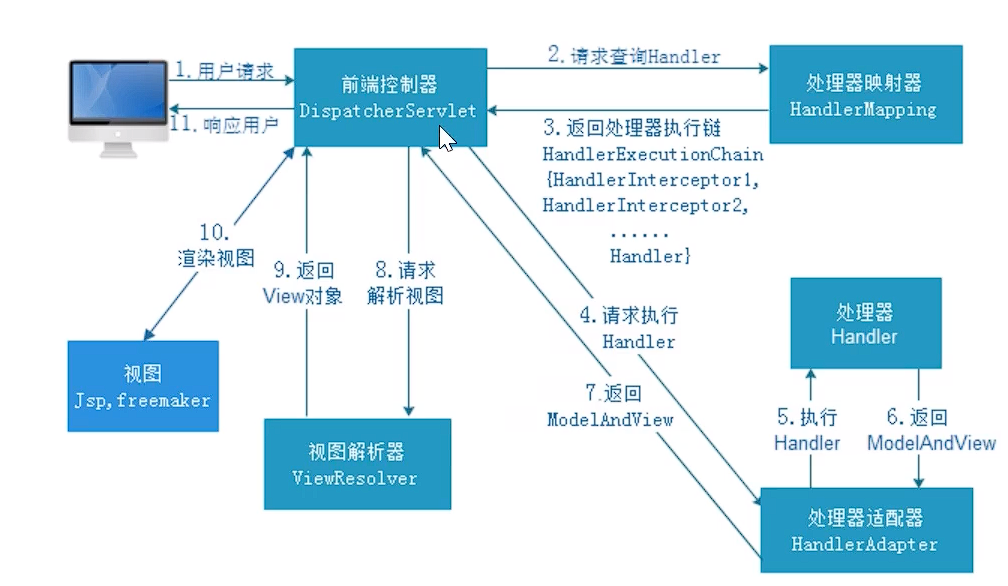 1.用户请求
11.响应用户
前端控制器
DispatcherServlet
2.请求查询Handler
处理器映射器
HandlerMapping
3.返回处理器执行链
HandlerExecutionChain
{HandlerInterceptor1,
HandlerInterceptor2,
......
Handler}
10.
渲染视图
9.返回
View对象
8.请求
解析视图
4.请求执行
Handler
处理器
Handler
视图
Jsp,freemaker
7.返回
ModelAndView
5.执行
Handler
6.返回
ModelAndView
视图解析器
ViewResolver
处理器适配器
HandlerAdapter